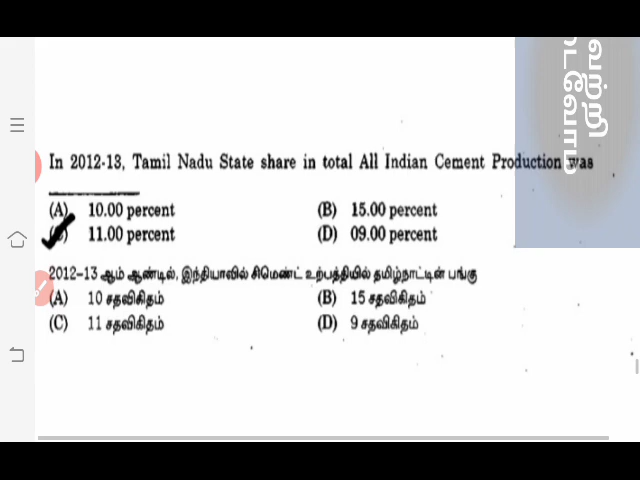 வெற்றி
படைவோம்
In 2012-13, Tamil Nadu State share in total All Indian Cement Production was
(A) 10.00 percent (B) 15.00 percent
11.00 percent (D) 09.00 percent
2012–13 ஆம் ஆண்டில், இந்தியாவில் சிமெண்ட் உற்பத்தியில் தமிழ்நாட்டின் பங்கு
(A) 10 சதவிகிதம் (B) 15 சதவிகிதம்
(C) 11 சதவிகிதம் (D) 9 சதவிகிதம்